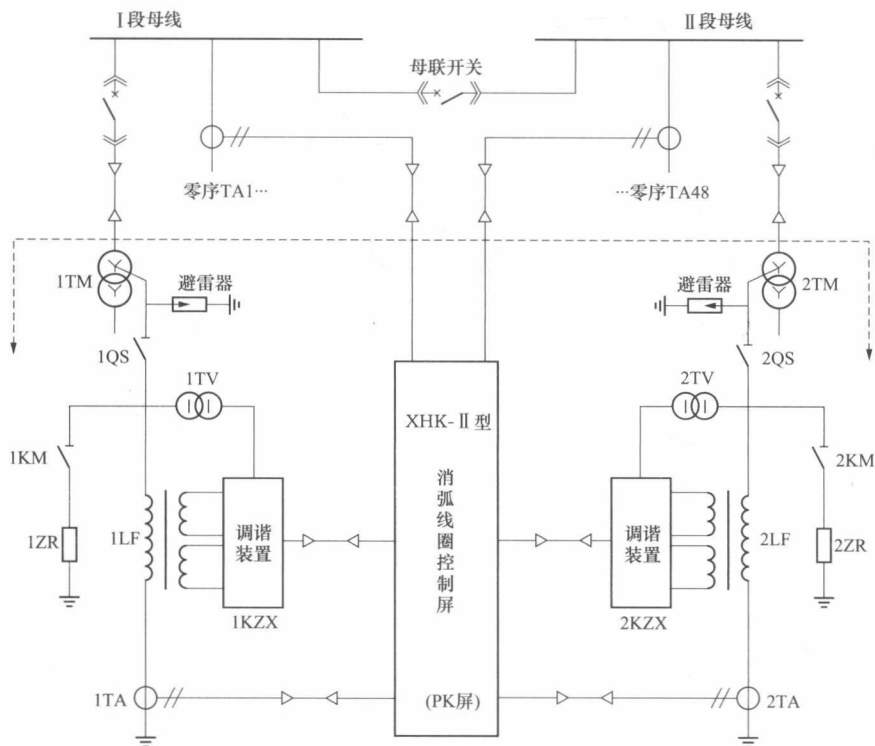 Ⅰ段母线
Ⅱ段母线
母联开关
零序TA1…
…零序TA48
1TM
避雷器
避雷器
2TM
1QS
2QS
1TV
2TV
XHK-Ⅱ型
1KM
2KM
消弧线圈控制屏
1ZR
1LF
调谐
装置
调谐
装置
2LF
2ZR
1KZX
2KZX
1TA
(PK屏)
2TA